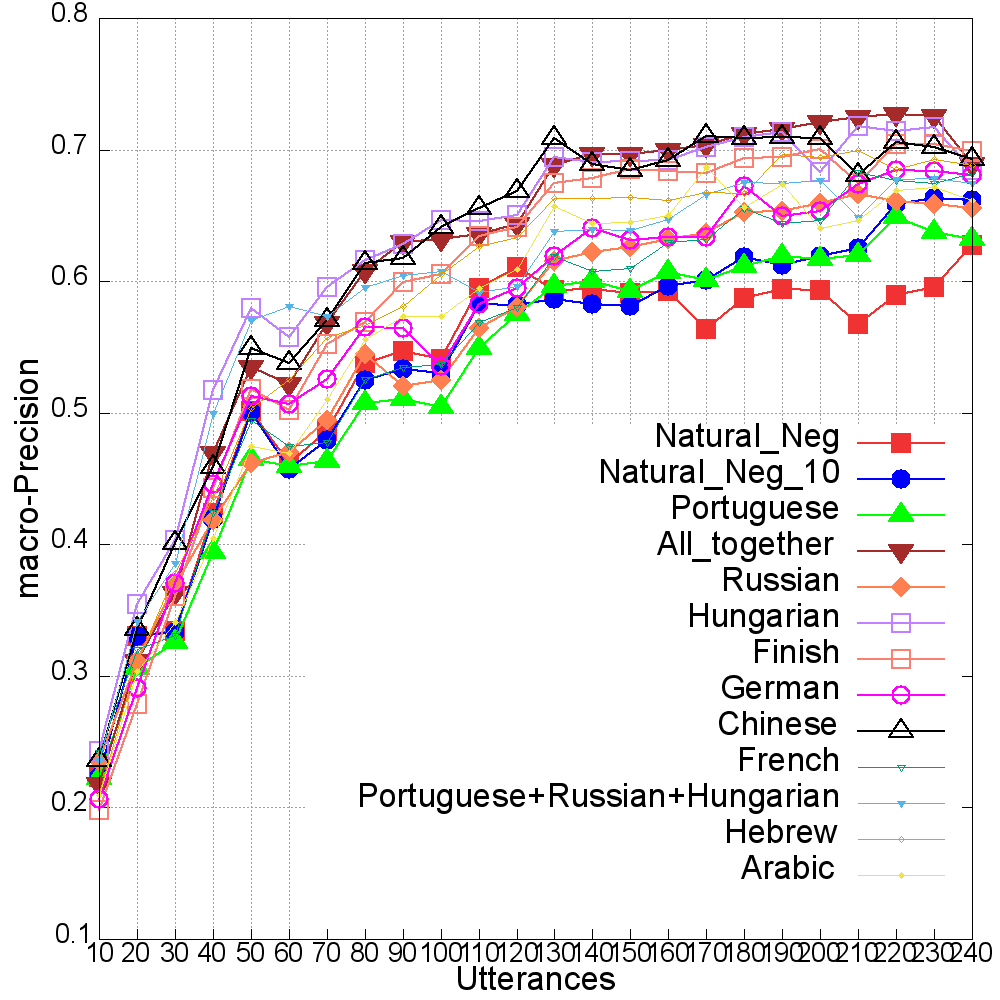 0.8
0.7
0.6
0.5
0.4
0.3
0.2
0.1
macro-Precision
Natural_Neg
Natural_Neg_10
Portuguese
All_together
Russian
Hungarian
Finish
German
Chinese
French
Portuguese+Russian+Hungarian
Hebrew
Arabic
10 20 30 40 50 60 70 80 90 100 110 120 130 140 150 160 170 180 190 200 210 220 230 240
Utterances